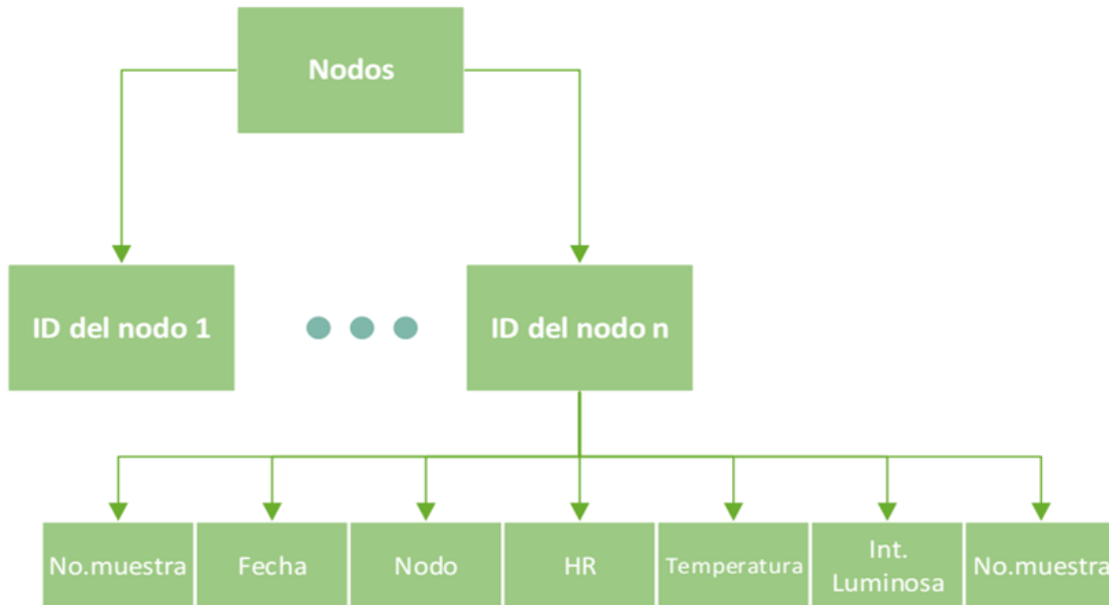 Nodos
ID del nodo 1
ID del nodo n
No.muestra
Fecha
Nodo
HR
Temperatura
Int.
Luminosa
No.muestra